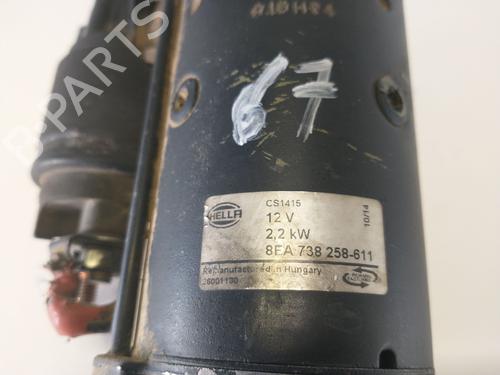 67
HELLA
CS1415
12 V
2,2 kW
8EA 738 258-611
Remanufactured in Hungary
26001130
10/14
B-PARTS